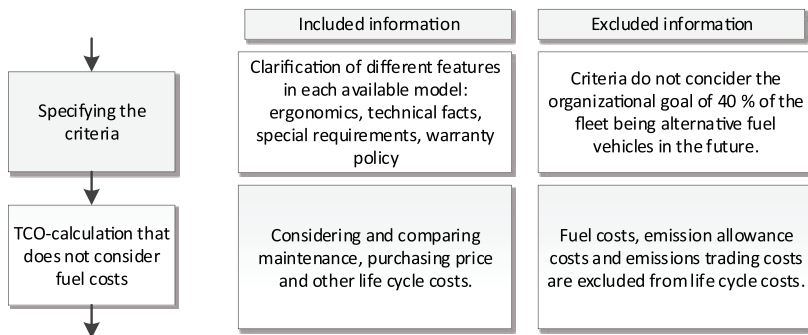 Included information
Excluded information
Specifying the
criteria
Clarification of different features
in each available model:
ergonomics, technical facts,
special requirements, warranty
policy
Criteria do not concider the
organizational goal of 40 % of the
fleet being alternative fuel
vehicles in the future.
TCO-calculation that
does not consider
fuel costs
Considering and comparing
maintenance, purchasing price
and other life cycle costs.
Fuel costs, emission allowance
costs and emissions trading costs
are excluded from life cycle costs.